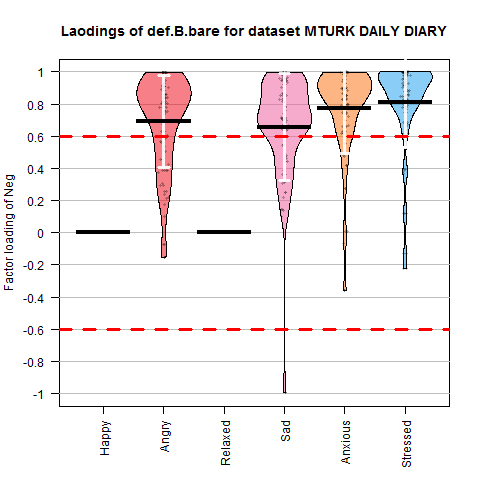 Laodings of def.B.bare for dataset MTURK DAILY DIARY
Factor loading of Neg
1
0.8
0.6
0.4
0.2
0
-0.2
-0.4
-0.6
-0.8
-1
Happy
Angry
Relaxed
Sad
Anxious
Stressed